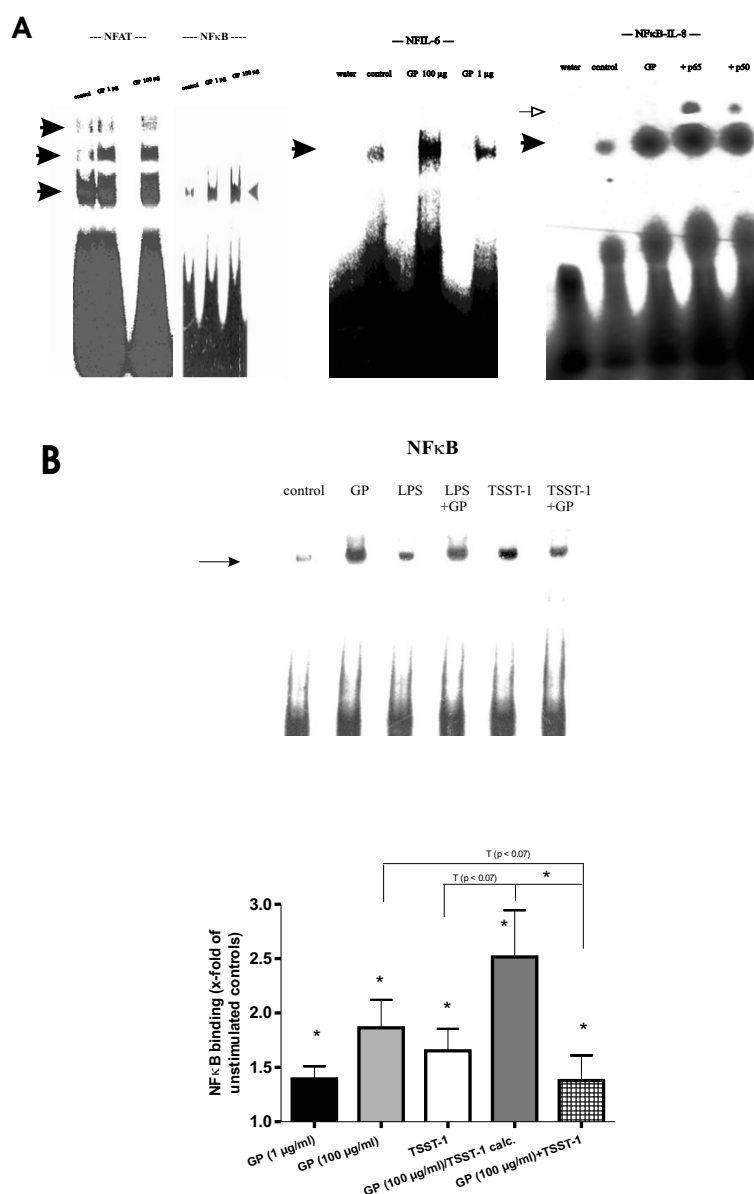 A
--- NFAT ---
---- NFκB ----
control GP 1 µg GP 100 µg
control GP 1 µg GP 100 µg
— NFIL-6 —
water control GP 100 µg GP 1 µg
— NFκB-IL-8 —
water control GP + p65 + p50
B
NFκB
control GP LPS LPS TSST-1 TSST-1
+GP +GP
T (p < 0.07)
T (p < 0.07) *
NFκB binding (x-fold of
unstimulated controls)
3.0
2.5
2.0
1.5
1.0
* * * * *
GP (1 µg/ml)
GP (100 µg/ml)
TSST-1
GP (100 µg/ml)/TSST-1 calc.
GP (100 µg/ml)+TSST-1